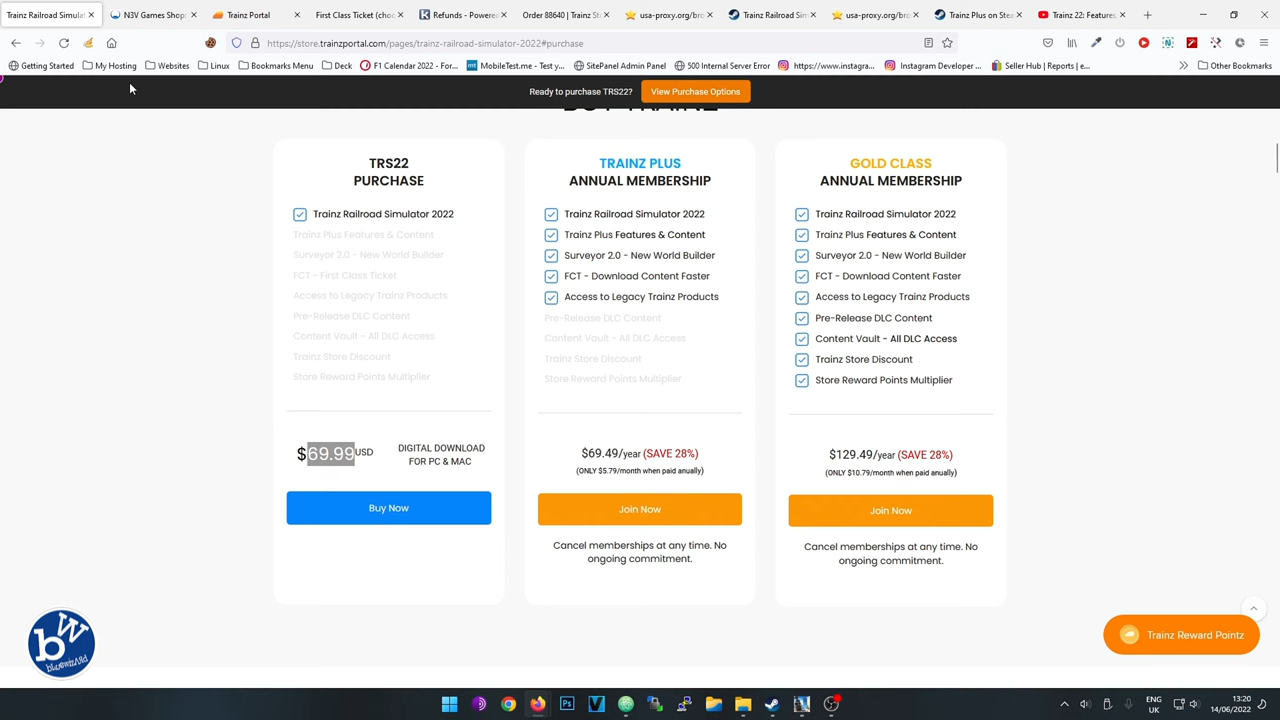 Trainz Railroad Simulat
N3V Games Shop:
Trainz Portal
First Class Ticket (choo
Refunds - Powered
Order 88640 | Trainz St
usa-proxy.org/bro
Trainz Railroad Sim
usa-proxy.org/bro
Trainz Plus on Stea
Trainz 22: Features,
https://store.trainzportal.com/pages/trainz-railroad-simulator-2022#purchase
Getting Started
My Hosting
Websites
Linux
Bookmarks Menu
Deck
F1 Calendar 2022 - For...
MobileTest.me - Test y...
SitePanel Admin Panel
500 Internal Server Error
https://www.instagra...
Instagram Developer ...
Seller Hub | Reports | e...
Other Bookmarks
Ready to purchase TRS22?
View Purchase Options
TRS22
PURCHASE
Trainz Railroad Simulator 2022
Trainz Plus Features & Content
Surveyor 2.0 - New World Builder
FCT - First Class Ticket
Access to Legacy Trainz Products
Pre-Release DLC Content
Content Vault - All DLC Access
Trainz Store Discount
Store Reward Points Multiplier
$69.99USD
DIGITAL DOWNLOAD
FOR PC & MAC
Buy Now
TRAINZ PLUS
ANNUAL MEMBERSHIP
Trainz Railroad Simulator 2022
Trainz Plus Features & Content
Surveyor 2.0 - New World Builder
FCT - Download Content Faster
Access to Legacy Trainz Products
Pre-Release DLC Content
Content Vault - All DLC Access
Trainz Store Discount
Store Reward Points Multiplier
$69.49/year (SAVE 28%)
(ONLY $5.79/month when paid anually)
Join Now
Cancel memberships at any time. No
ongoing commitment.
GOLD CLASS
ANNUAL MEMBERSHIP
Trainz Railroad Simulator 2022
Trainz Plus Features & Content
Surveyor 2.0 - New World Builder
FCT - Download Content Faster
Access to Legacy Trainz Products
Pre-Release DLC Content
Content Vault - All DLC Access
Trainz Store Discount
Store Reward Points Multiplier
$129.49/year (SAVE 28%)
(ONLY $10.79/month when paid anually)
Join Now
Cancel memberships at any time. No
ongoing commitment.
Trainz Reward Pointz
ENG
UK
13:20
14/06/2022